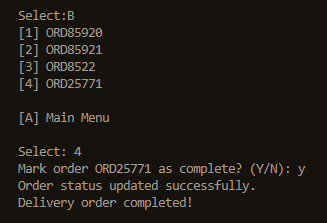 Select:B
[1] ORD85920
[2] ORD85921
[3] ORD8522
[4] ORD25771
[A] Main Menu
Select: 4
Mark order ORD25771 as complete? (Y/N): y
Order status updated successfully.
Delivery order completed!